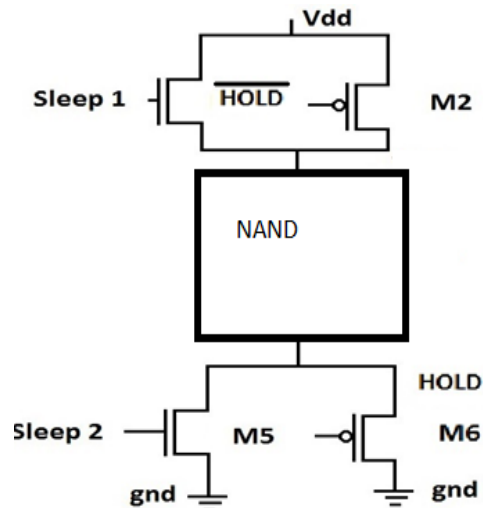 Vdd
Sleep 1
HOLD
M2
NAND
HOLD
Sleep 2
M5
M6
gnd
gnd